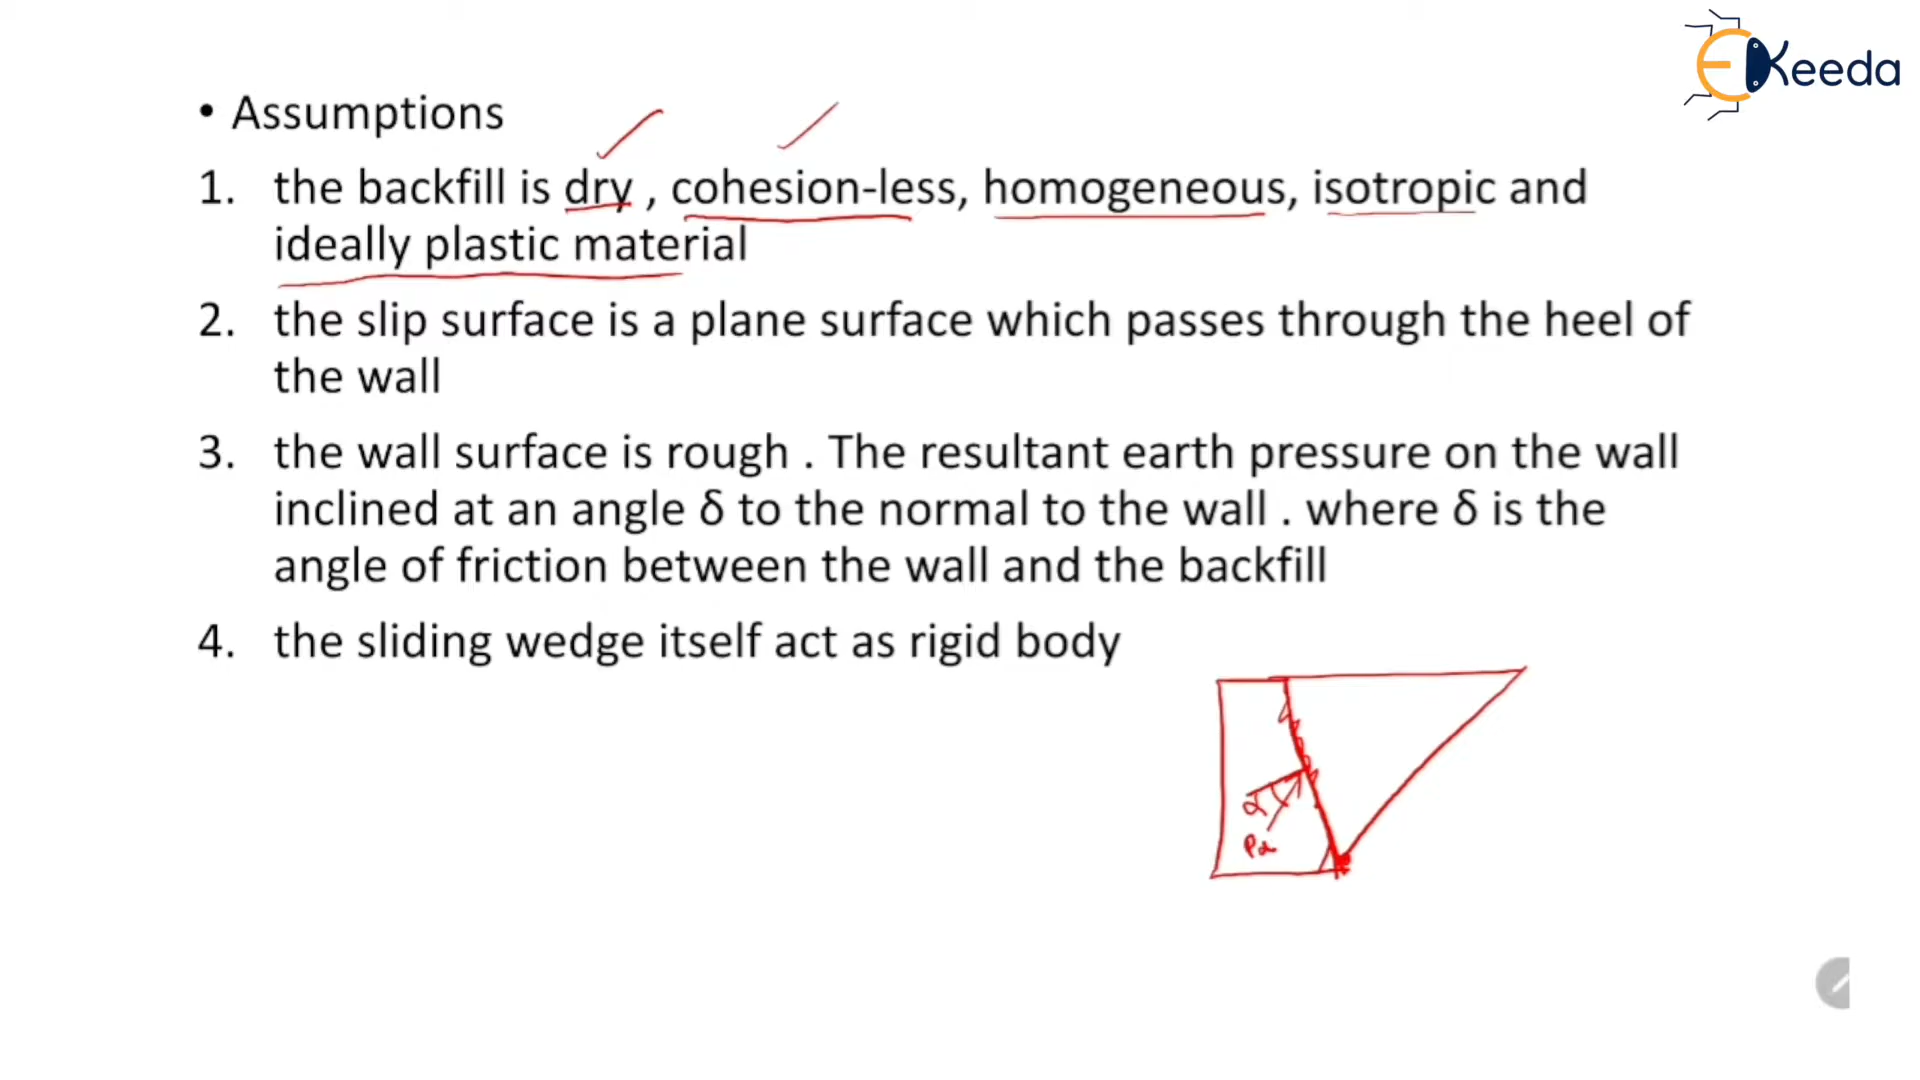 EKeeda
• Assumptions
1. the backfill is dry , cohesion-less, homogeneous, isotropic and
ideally plastic material
2. the slip surface is a plane surface which passes through the heel of
the wall
3. the wall surface is rough . The resultant earth pressure on the wall
inclined at an angle δ to the normal to the wall . where δ is the
angle of friction between the wall and the backfill
4. the sliding wedge itself act as rigid body